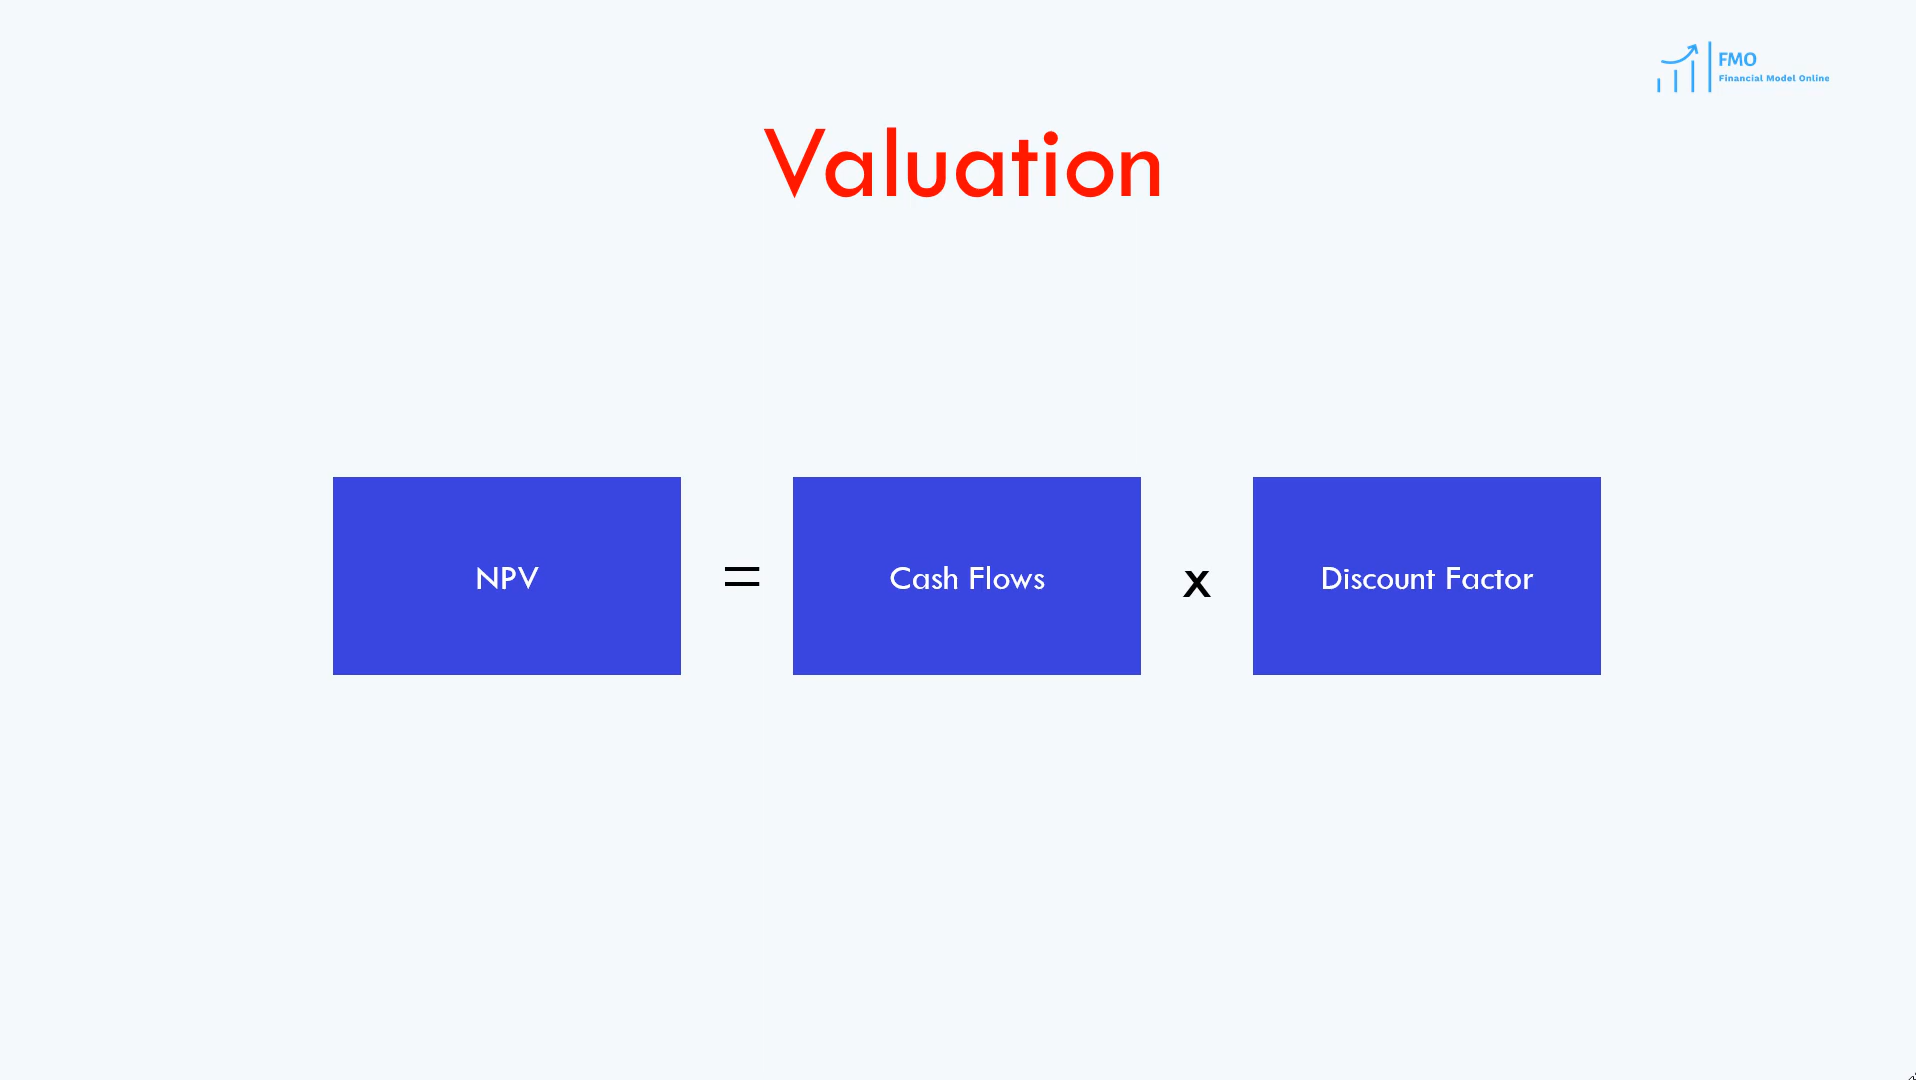 FMO
Financial Model Online
Valuation
NPV = Cash Flows x Discount Factor